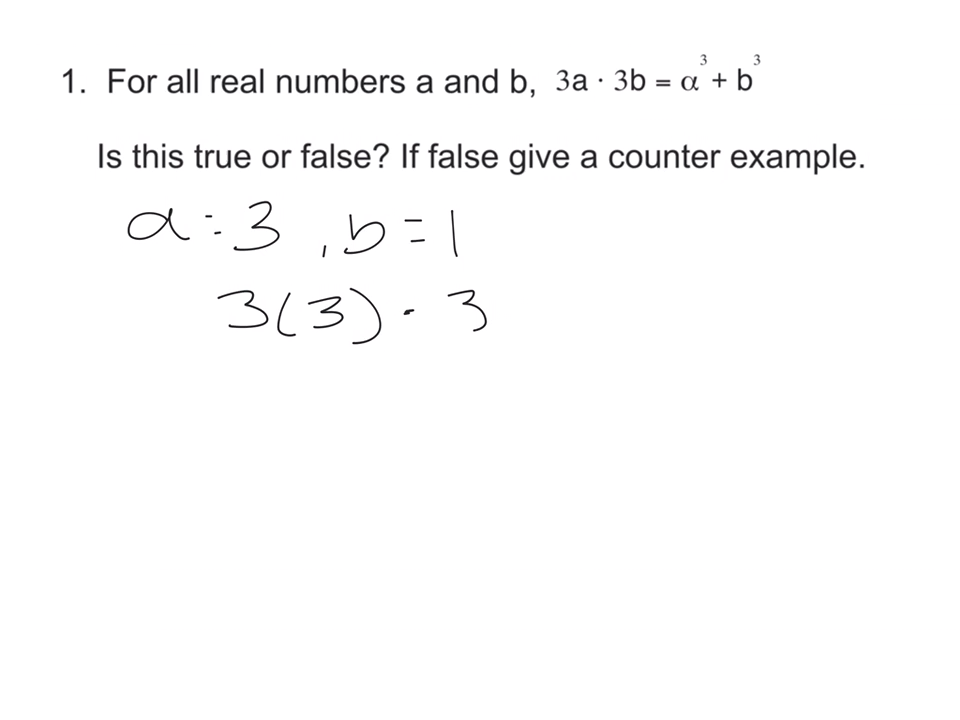 1. For all real numbers a and b, 3a · 3b = α³ + b³
Is this true or false? If false give a counter example.
a = 3 , b = 1
3(3) · 3